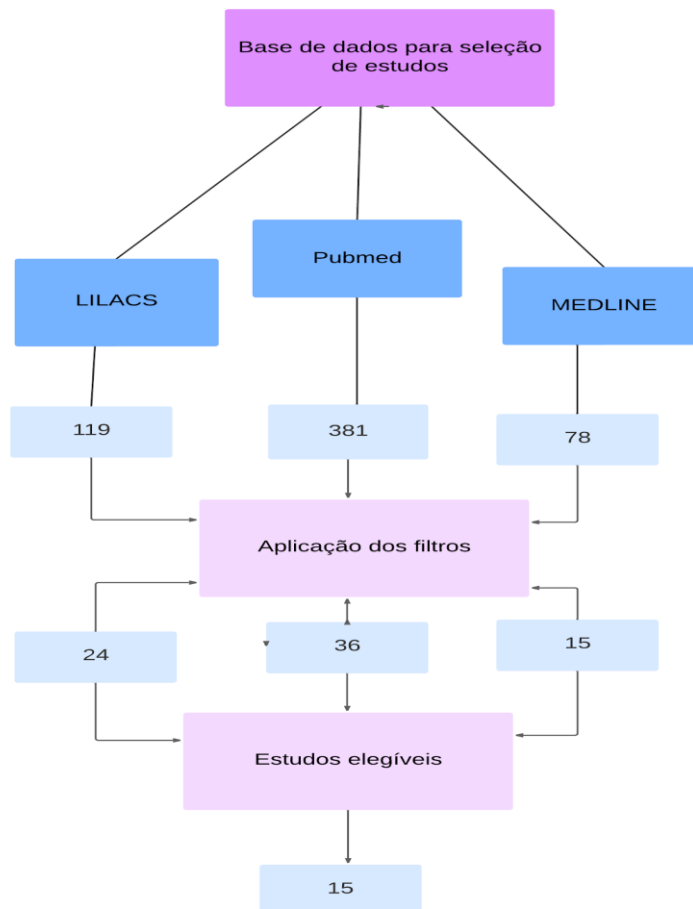 Base de dados para seleção
de estudos
Pubmed
LILACS
MEDLINE
119
381
78
Aplicação dos filtros
24
36
15
Estudos elegíveis
15